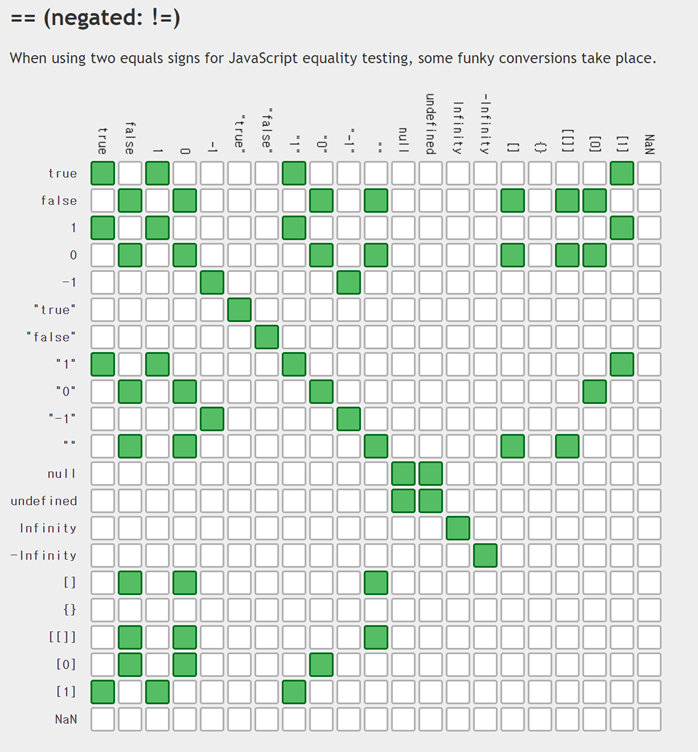 == (negated: !=)
When using two equals signs for JavaScript equality testing, some funky conversions take place.
true
false
1
0
-1
"true"
"false"
"1"
"0"
"-1"
""
null
undefined
Infinity
-Infinity
[]
{}
[[]]
[0]
[1]
NaN
true
false
1
0
-1
"true"
"false"
"1"
"0"
"-1"
""
null
undefined
Infinity
-Infinity
[]
{}
[[]]
[0]
[1]
NaN